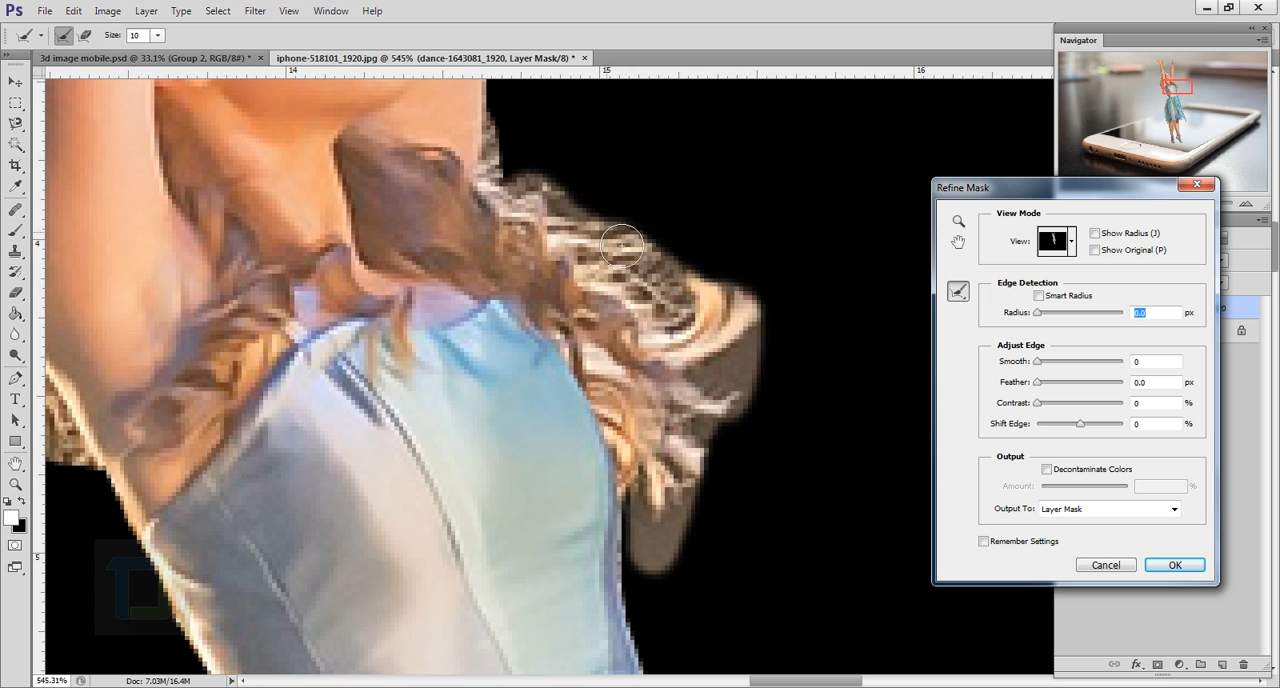 Ps File Edit Image Layer Type Select Filter View Window Help
Size: 10
3d image mobile.psd @ 33.1% (Group 2, RGB/8#) * × iphone-518101_1920.jpg @ 545% (dance-1643081_1920, Layer Mask/8) * ×
Navigator
14 15 16
4
5
Refine Mask
View Mode
View:
Show Radius (J)
Show Original (P)
Edge Detection
Smart Radius
Radius: 0.0 px
Adjust Edge
Smooth: 0
Feather: 0.0 px
Contrast: 0 %
Shift Edge: 0 %
Output
Decontaminate Colors
Amount: %
Output To: Layer Mask
Remember Settings
Cancel OK
545.31% Doc: 7.03M/16.4M